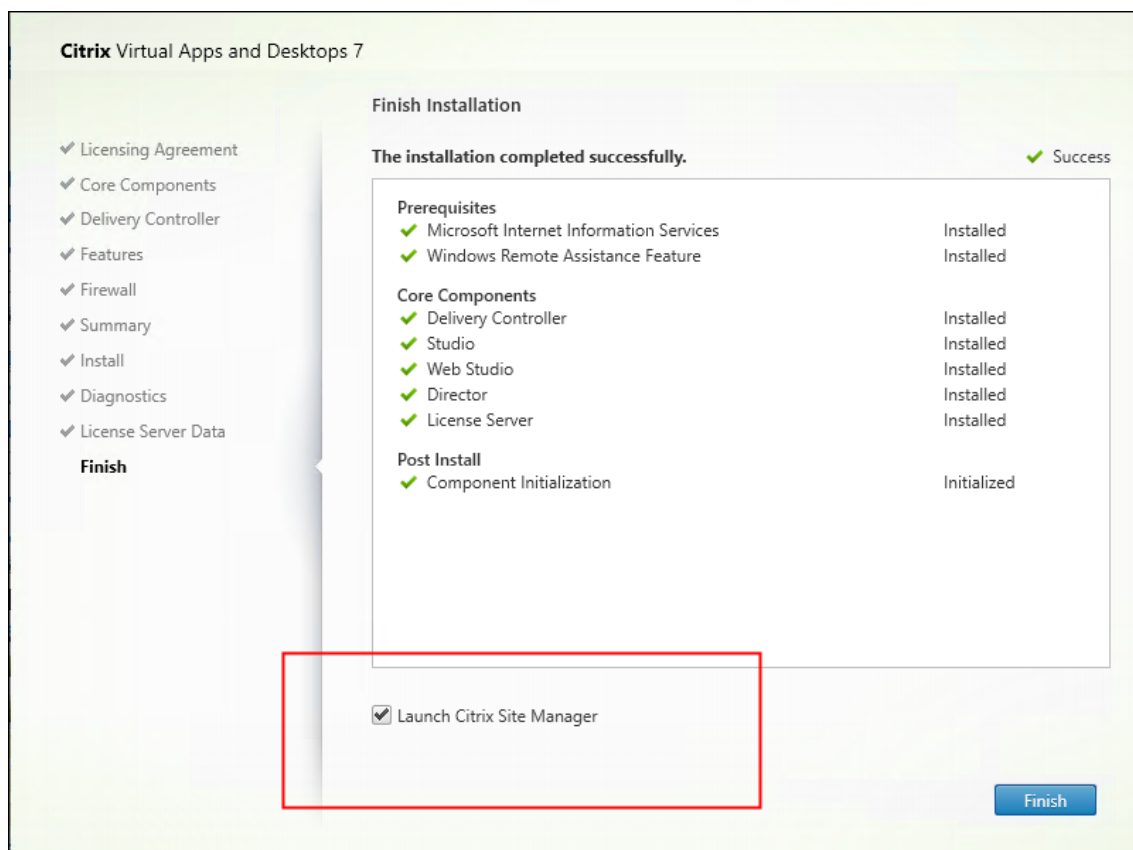 Citrix Virtual Apps and Desktops 7
Licensing Agreement
Core Components
Delivery Controller
Features
Firewall
Summary
Install
Diagnostics
License Server Data
Finish
Finish Installation
The installation completed successfully. Success
Prerequisites
Microsoft Internet Information Services Installed
Windows Remote Assistance Feature Installed
Core Components
Delivery Controller Installed
Studio Installed
Web Studio Installed
Director Installed
License Server Installed
Post Install
Component Initialization Initialized
Launch Citrix Site Manager
Finish